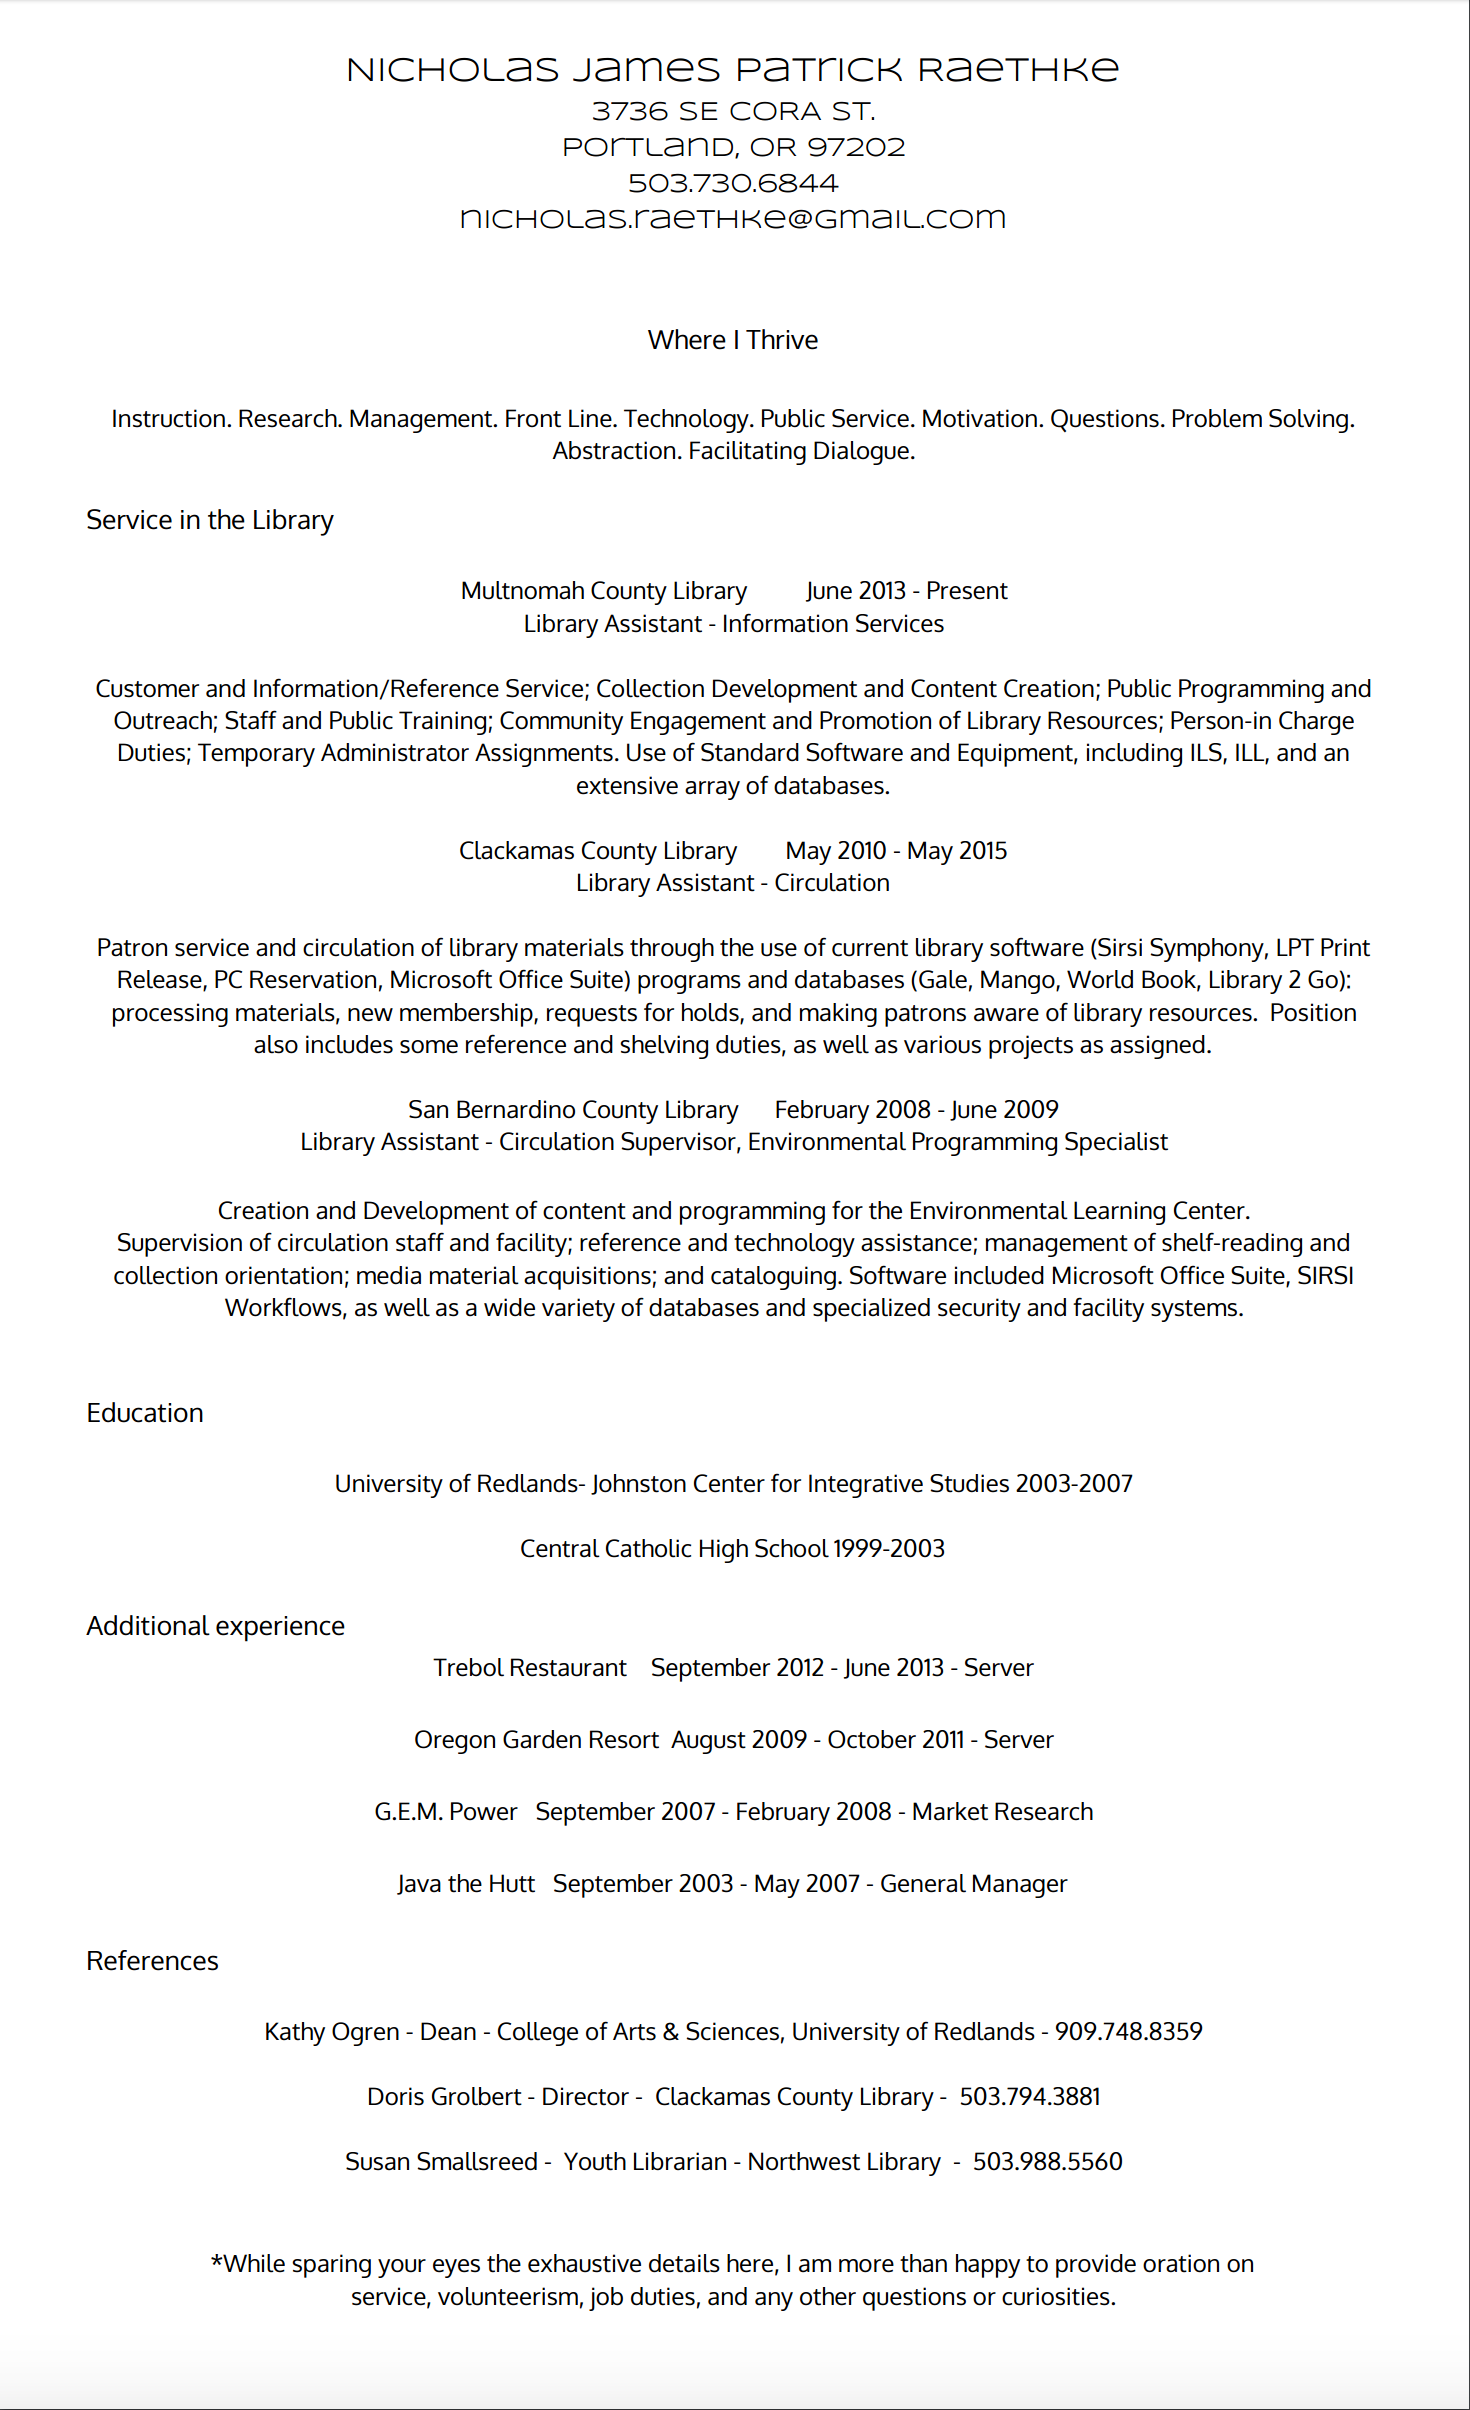 Nicholas James Patrick Raethke
3736 SE CORA ST.
Portland, OR 97202
503.730.6844
nicholas.raethke@gmail.com
Where I Thrive
Instruction. Research. Management. Front Line. Technology. Public Service. Motivation. Questions. Problem Solving.
Abstraction. Facilitating Dialogue.
Service in the Library
Multnomah County Library June 2013 - Present
Library Assistant - Information Services
Customer and Information/Reference Service; Collection Development and Content Creation; Public Programming and
Outreach; Staff and Public Training; Community Engagement and Promotion of Library Resources; Person-in Charge
Duties; Temporary Administrator Assignments. Use of Standard Software and Equipment, including ILS, ILL, and an
extensive array of databases.
Clackamas County Library May 2010 - May 2015
Library Assistant - Circulation
Patron service and circulation of library materials through the use of current library software (Sirsi Symphony, LPT Print
Release, PC Reservation, Microsoft Office Suite) programs and databases (Gale, Mango, World Book, Library 2 Go):
processing materials, new membership, requests for holds, and making patrons aware of library resources. Position
also includes some reference and shelving duties, as well as various projects as assigned.
San Bernardino County Library February 2008 - June 2009
Library Assistant - Circulation Supervisor, Environmental Programming Specialist
Creation and Development of content and programming for the Environmental Learning Center.
Supervision of circulation staff and facility; reference and technology assistance; management of shelf-reading and
collection orientation; media material acquisitions; and cataloguing. Software included Microsoft Office Suite, SIRSI
Workflows, as well as a wide variety of databases and specialized security and facility systems.
Education
University of Redlands- Johnston Center for Integrative Studies 2003-2007
Central Catholic High School 1999-2003
Additional experience
Trebol Restaurant September 2012 - June 2013 - Server
Oregon Garden Resort August 2009 - October 2011 - Server
G.E.M. Power September 2007 - February 2008 - Market Research
Java the Hutt September 2003 - May 2007 - General Manager
References
Kathy Ogren - Dean - College of Arts & Sciences, University of Redlands - 909.748.8359
Doris Grolbert - Director - Clackamas County Library - 503.794.3881
Susan Smallsreed - Youth Librarian - Northwest Library - 503.988.5560
*While sparing your eyes the exhaustive details here, I am more than happy to provide oration on
service, volunteerism, job duties, and any other questions or curiosities.